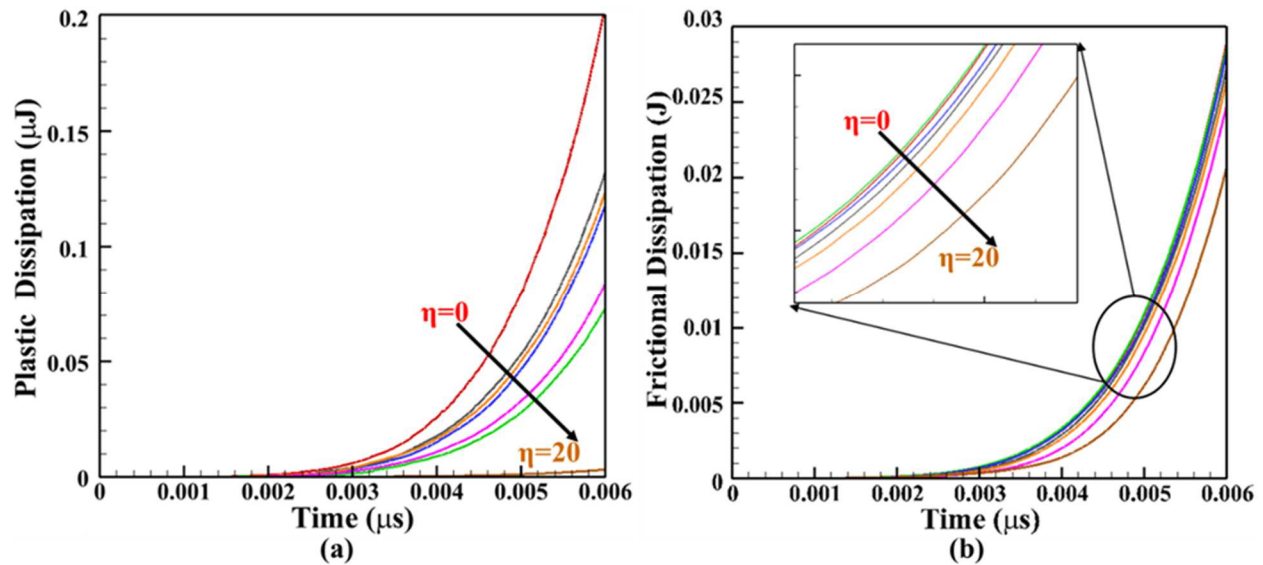 0.2
0.15
0.1
0.05
0
Plastic Dissipation (μJ)
η=0
η=20
0 0.001 0.002 0.003 0.004 0.005 0.006
Time (μs)
(a)
0.03
0.025
0.02
0.015
0.01
0.005
0
Frictional Dissipation (J)
η=0
η=20
0 0.001 0.002 0.003 0.004 0.005 0.006
Time (μs)
(b)